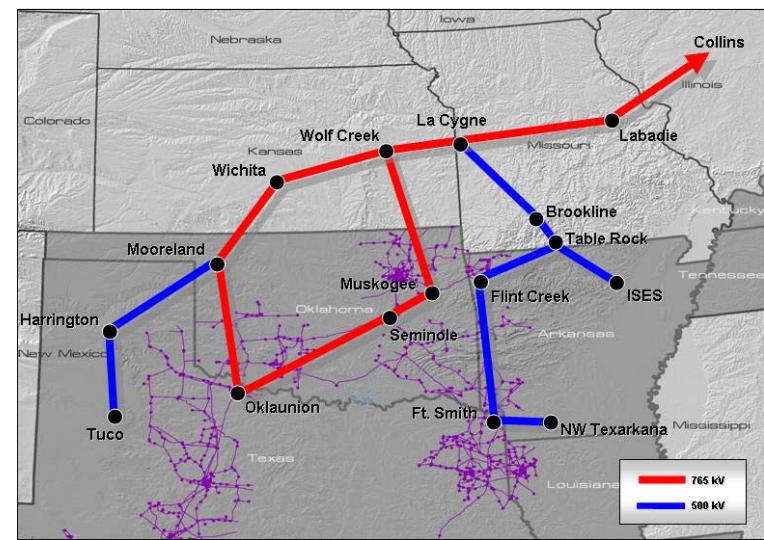 Iowa
Nebraska
Collins
Illinois
Colorado
La Cygne
Labadie
Wolf Creek
Kansas
Missouri
Wichita
Brookline
Kentucky
Table Rock
Mooreland
Tennessee
Muskogee
Flint Creek
ISES
Oklahoma
Harrington
Seminole
Arkansas
New Mexico
Oklaunion
Ft. Smith
NW Texarkana
Mississippi
Tuco
Texas
Louisiana
765 kV
500 kV